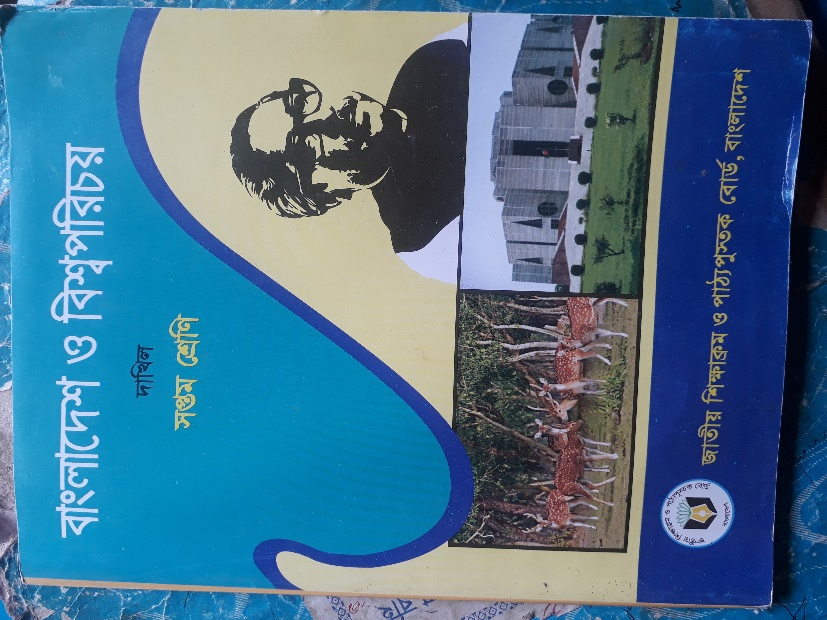 বাংলাদেশ ও বিশ্বপরিচয়
দাখিল
সপ্তম শ্রেণি
জাতীয় শিক্ষাক্রম ও পাঠ্যপুস্তক বোর্ড, বাংলাদেশ